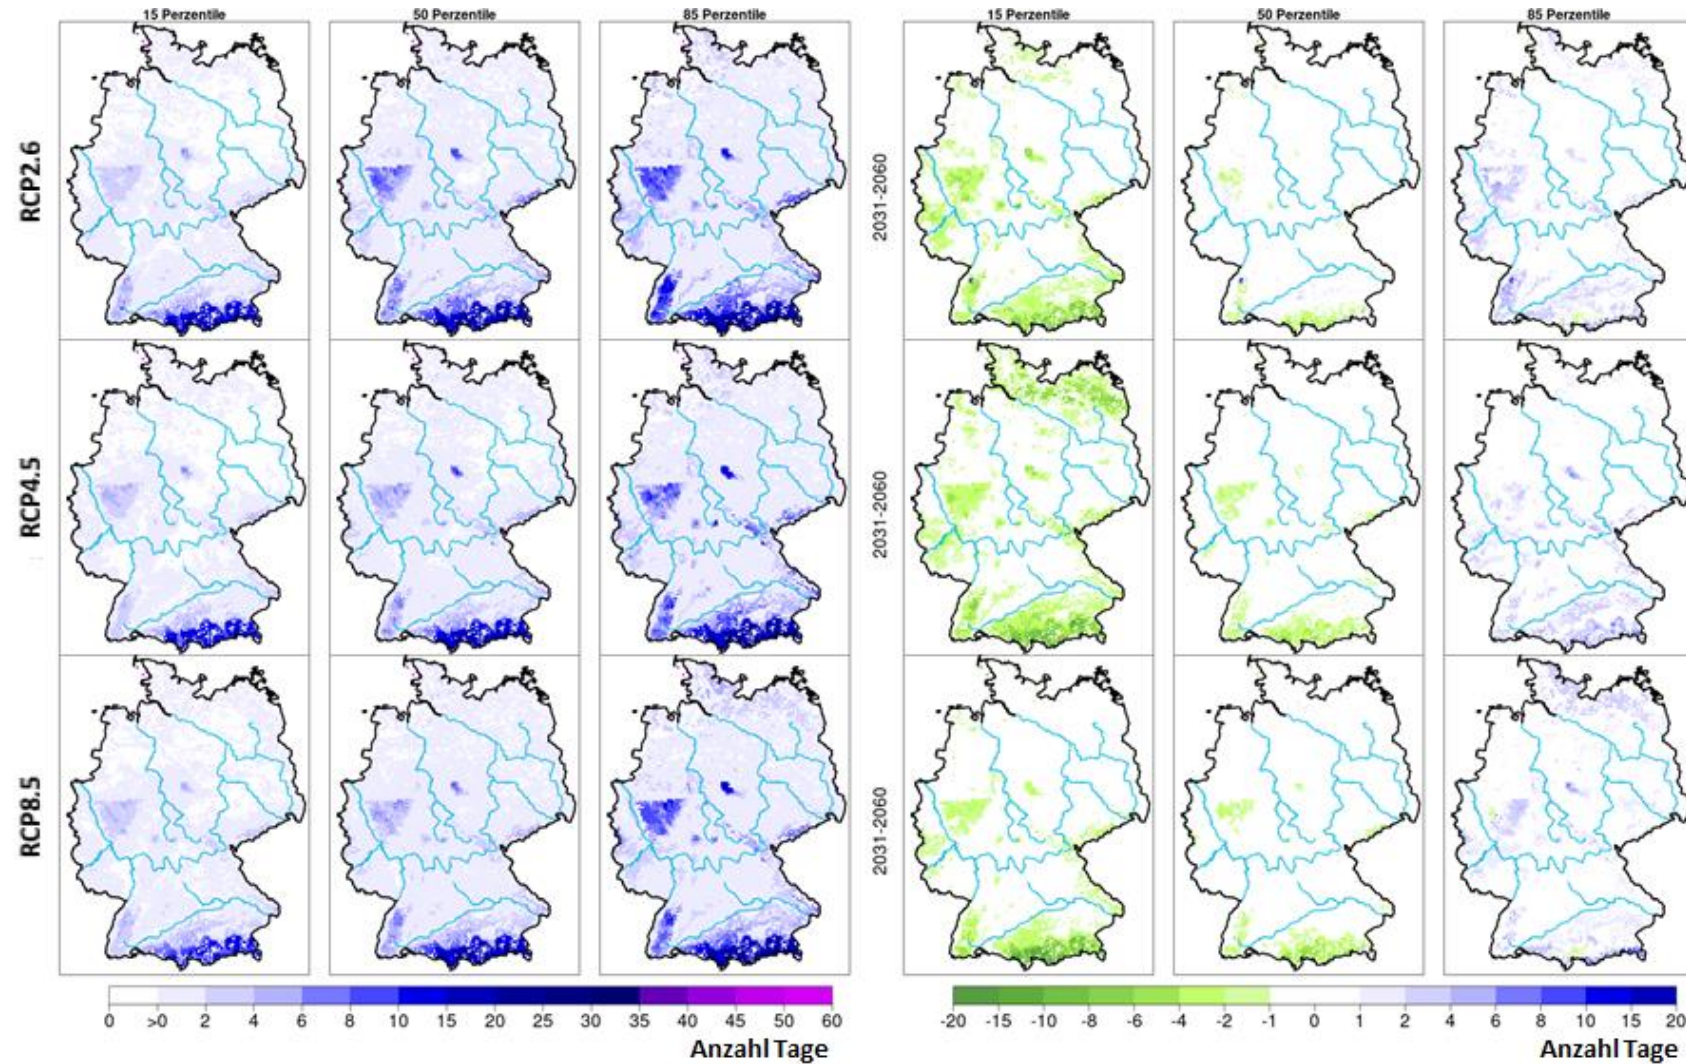 15 Perzentile 50 Perzentile 85 Perzentile 15 Perzentile 50 Perzentile 85 Perzentile
RCP2.6
2031-2060
RCP4.5
2031-2060
RCP8.5
2031-2060
0 >0 2 4 6 8 10 15 20 25 30 35 40 45 50 60
Anzahl Tage
-20 -15 -10 -8 -6 -4 -2 -1 0 1 2 4 6 8 10 15 20
Anzahl Tage